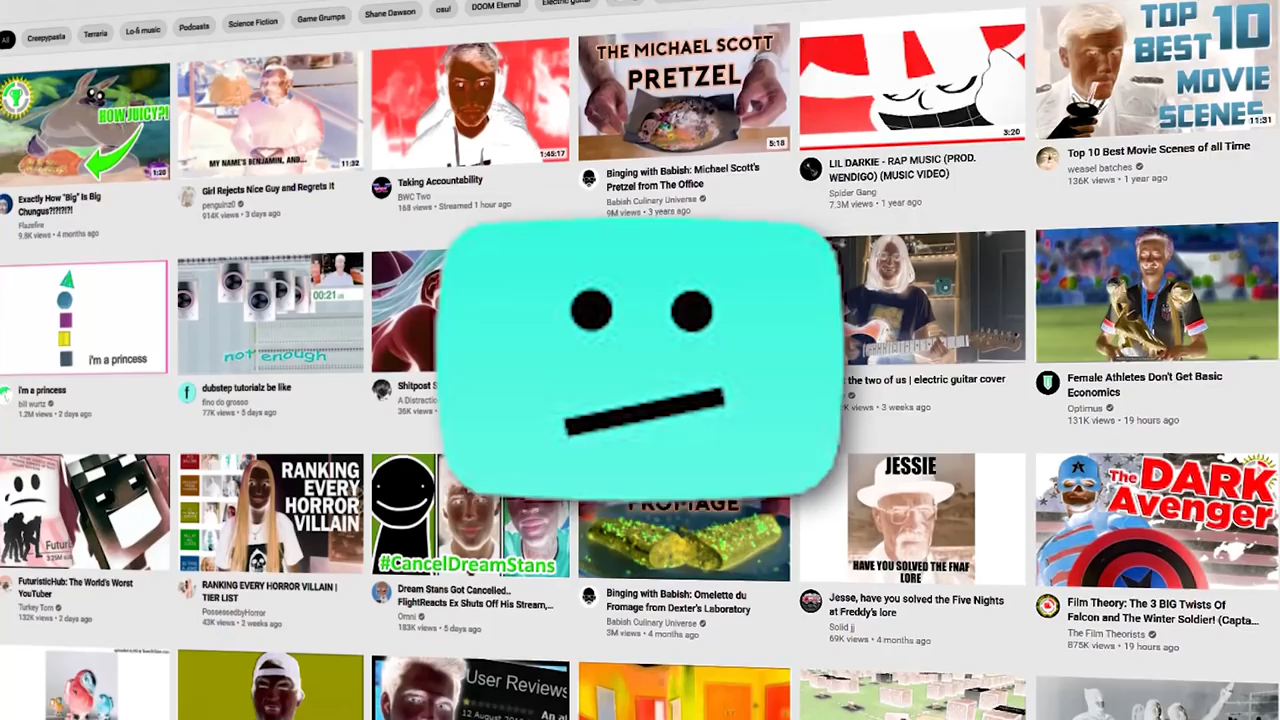 All
Creepypasta
Terraria
Lo-fi music
Podcasts
Science Fiction
Game Grumps
Shane Dawson
osu!
DOOM Eternal
Electric guitar
HOW JUICY?!
1:20
Exactly How "Big" Is Big
Chungus?!?!?!?!
Flazefire
9.8K views • 4 months ago
MY NAME'S BENJAMIN, AND...
11:32
Girl Rejects Nice Guy and Regrets It
penguinz0
914K views • 3 days ago
1:45:17
Taking Accountability
BWC Two
168 views • Streamed 1 hour ago
THE MICHAEL SCOTT
PRETZEL
5:18
Binging with Babish: Michael Scott's
Pretzel from The Office
Babish Culinary Universe
9M views • 3 years ago
3:20
LIL DARKIE - RAP MUSIC (PROD.
WENDIGO) (MUSIC VIDEO)
Spider Gang
7.3M views • 1 year ago
TOP 10
BEST
MOVIE
SCENES
11:31
Top 10 Best Movie Scenes of all Time
weasel batches
136K views • 1 year ago
i'm a princess
i'm a princess
bill wurtz
1.2M views • 2 days ago
00:21
not enough
dubstep tutorialz be like
fino do grosso
77K views • 5 days ago
Shitpost S
A Distracti
36K views
the two of us | electric guitar cover
K views • 3 weeks ago
Female Athletes Don't Get Basic
Economics
Optimus
131K views • 19 hours ago
Futuri
3.25M
FuturisticHub: The World's Worst
YouTuber
Turkey Tom
132K views • 2 days ago
RANKING
EVERY
HORROR
VILLAIN
RANKING EVERY HORROR VILLAIN |
TIER LIST
PossessedbyHorror
43K views • 2 weeks ago
#CancelDreamStans
Dream Stans Got Cancelled..
FlightReacts Ex Shuts Off His Stream,...
Omni
183K views • 5 days ago
FROMAGE
Binging with Babish: Omelette du
Fromage from Dexter's Laboratory
Babish Culinary Universe
3M views • 4 months ago
JESSIE
HAVE YOU SOLVED THE FNAF
LORE
Jesse, have you solved the Five Nights
at Freddy's lore
Solid jj
69K views • 4 months ago
The DARK
Avenger
Film Theory: The 3 BIG Twists Of
Falcon and The Winter Soldier! (Capta...
The Film Theorists
875K views • 19 hours ago
User Reviews
12 August
An al